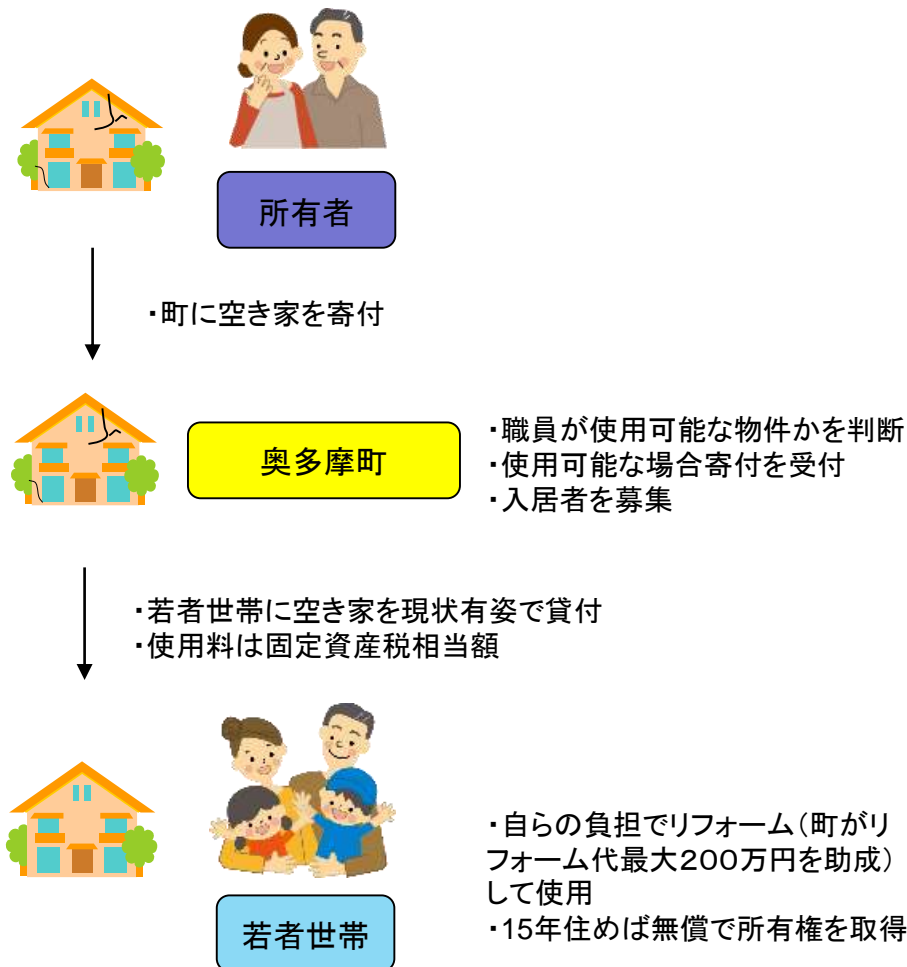 所有者
・町に空き家を寄付
奥多摩町
・職員が使用可能な物件かを判断
・使用可能な場合寄付を受付
・入居者を募集
・若者世帯に空き家を現状有姿で貸付
・使用料は固定資産税相当額
若者世帯
・自らの負担でリフォーム（町がリ
フォーム代最大２００万円を助成）
して使用
・15年住めば無償で所有権を取得